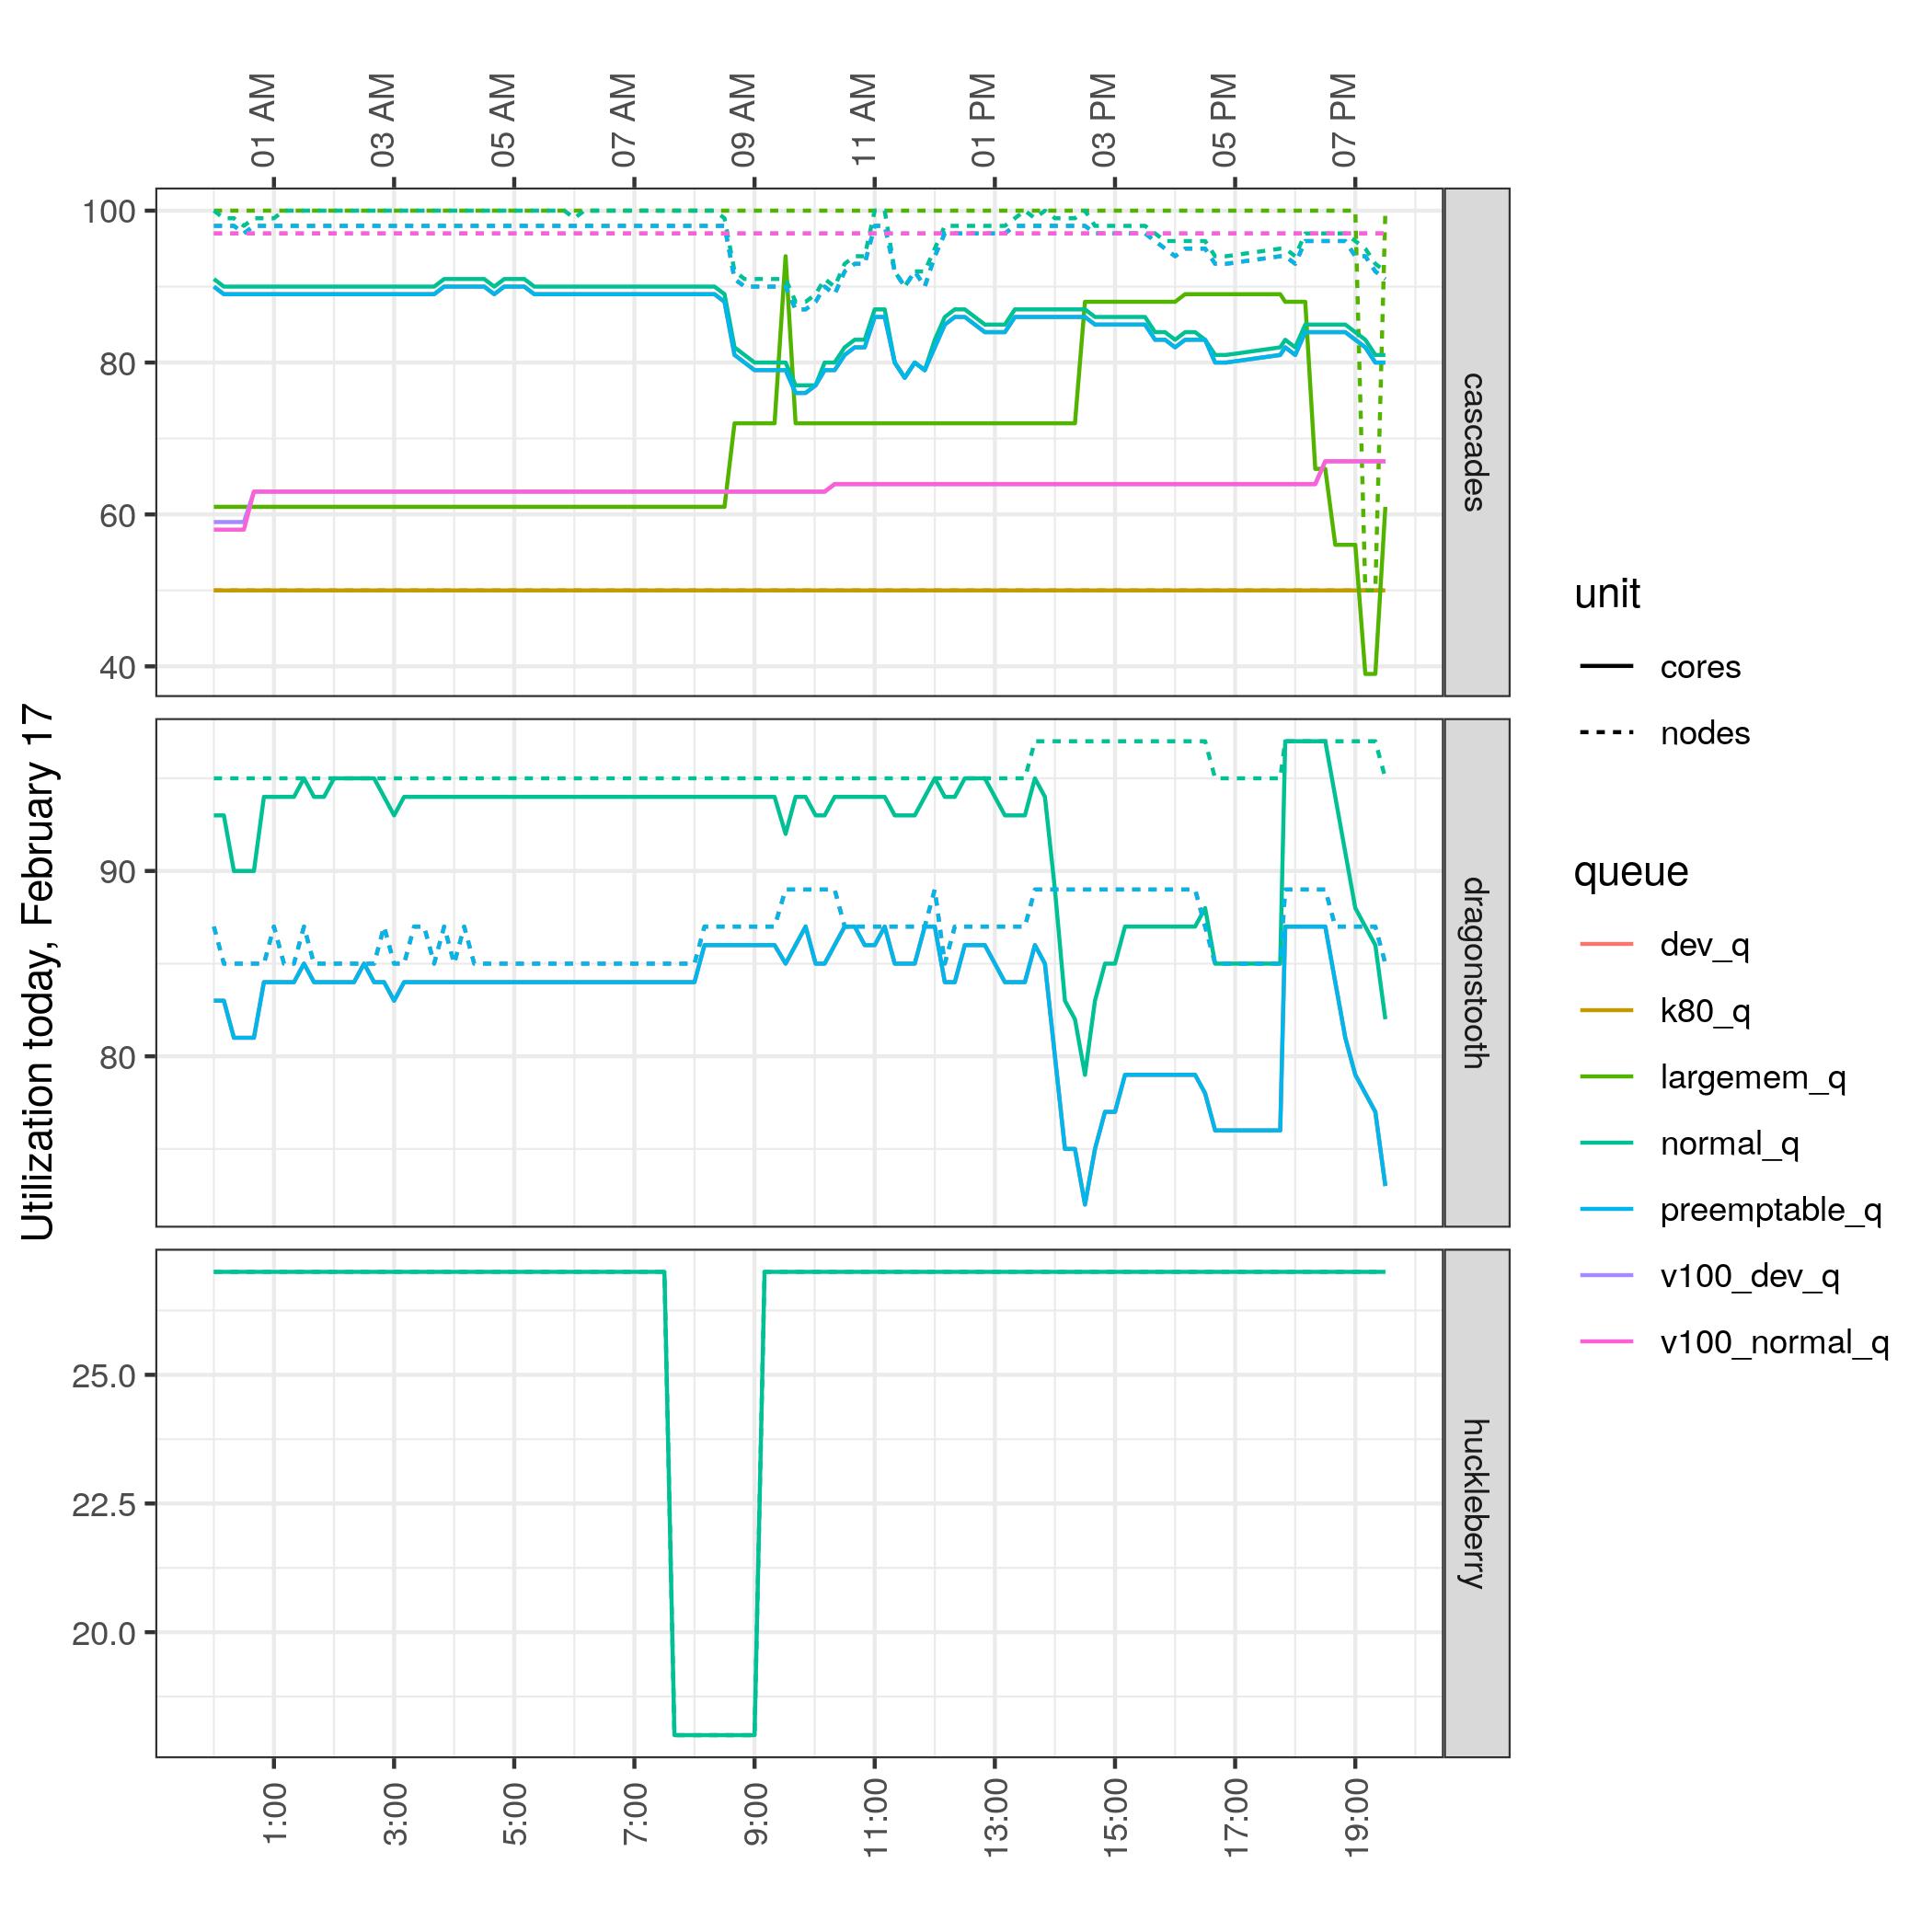 01 AM
03 AM
05 AM
07 AM
09 AM
11 AM
01 PM
03 PM
05 PM
07 PM
Utilization today, February 17
100
80
60
40
cascades
90
80
dragonstooth
25.0
22.5
20.0
huckleberry
1:00
3:00
5:00
7:00
9:00
11:00
13:00
15:00
17:00
19:00
unit
cores
nodes
queue
dev_q
k80_q
largemem_q
normal_q
preemptable_q
v100_dev_q
v100_normal_q